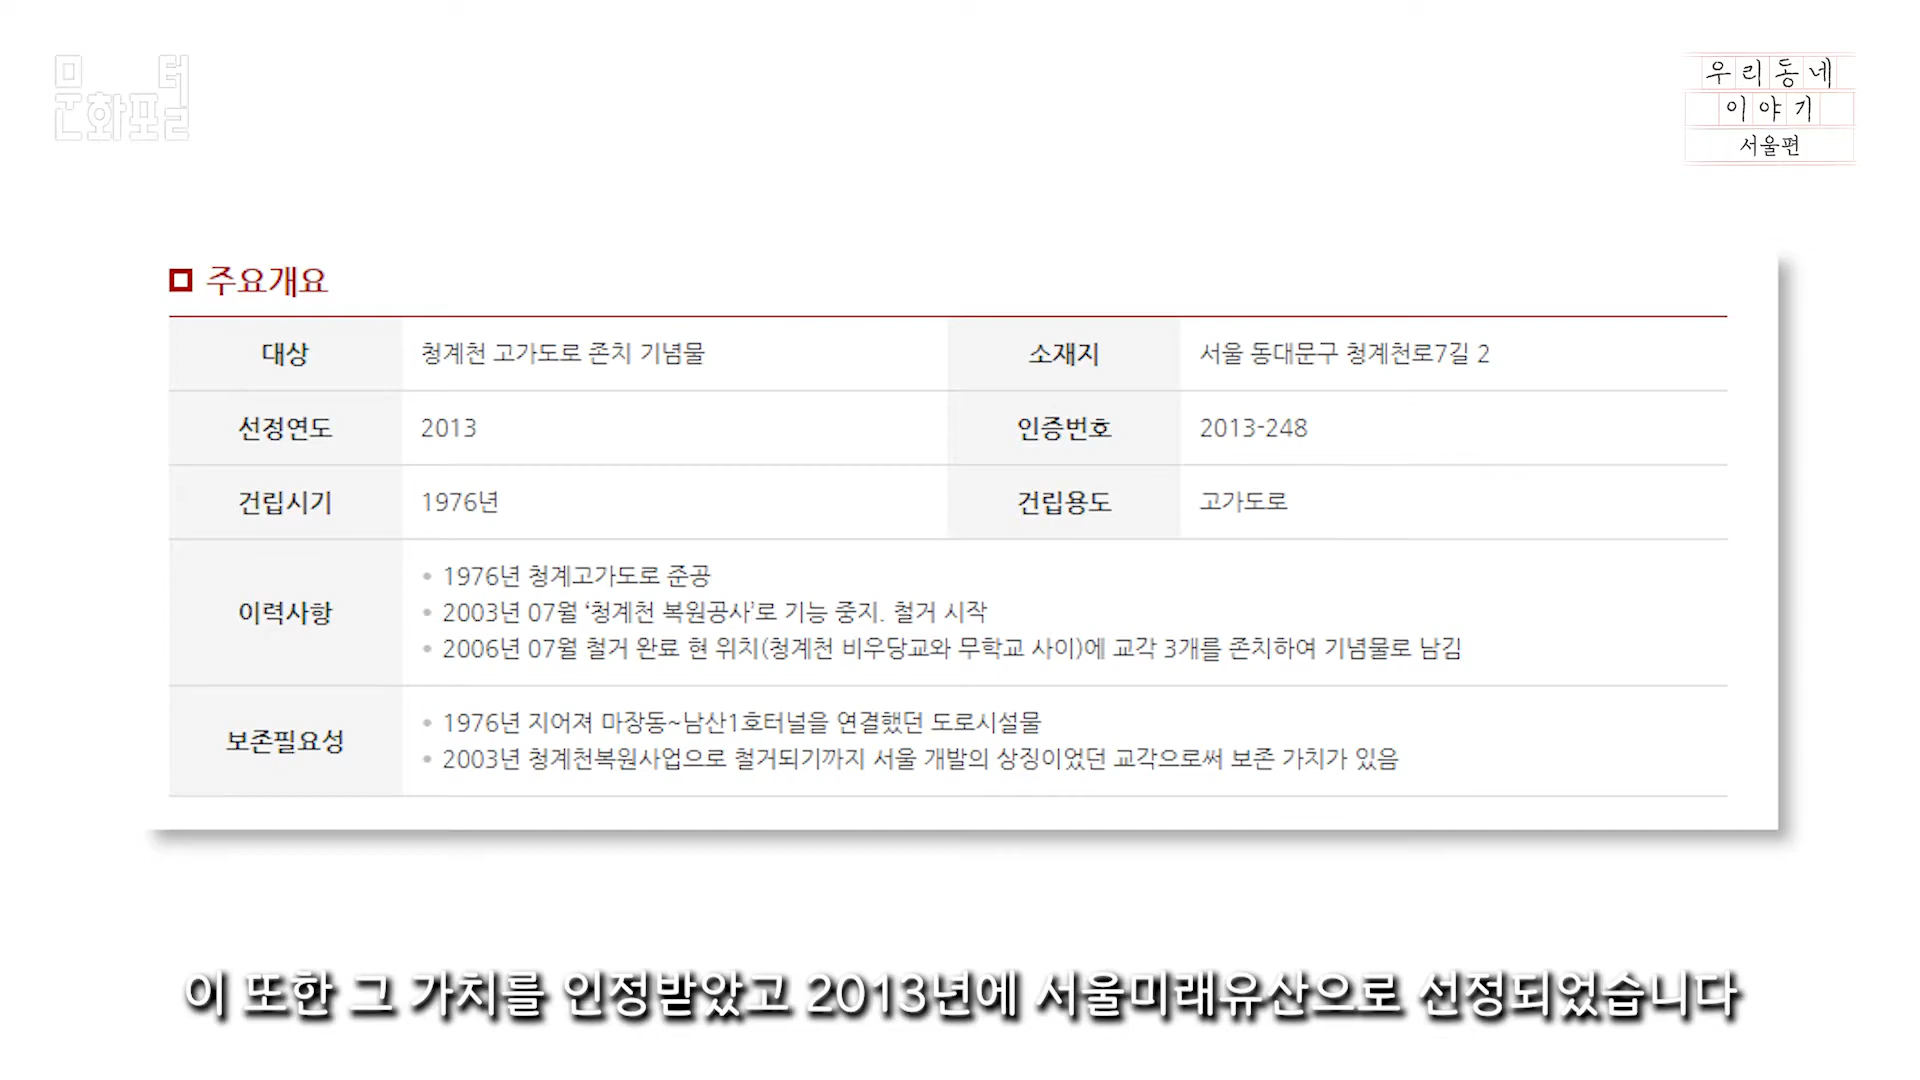 문화포털
우리동네
이야기
서울편
주요개요
대상 청계천 고가도로 존치 기념물 소재지 서울 동대문구 청계천로7길 2
선정연도 2013 인증번호 2013-248
건립시기 1976년 건립용도 고가도로
이력사항
• 1976년 청계고가도로 준공
• 2003년 07월 ‘청계천 복원공사’로 기능 중지. 철거 시작
• 2006년 07월 철거 완료 현 위치(청계천 비우당교와 무학교 사이)에 교각 3개를 존치하여 기념물로 남김
보존필요성
• 1976년 지어져 마장동~남산1호터널을 연결했던 도로시설물
• 2003년 청계천복원사업으로 철거되기까지 서울 개발의 상징이었던 교각으로써 보존 가치가 있음
이 또한 그 가치를 인정받았고 2013년에 서울미래유산으로 선정되었습니다